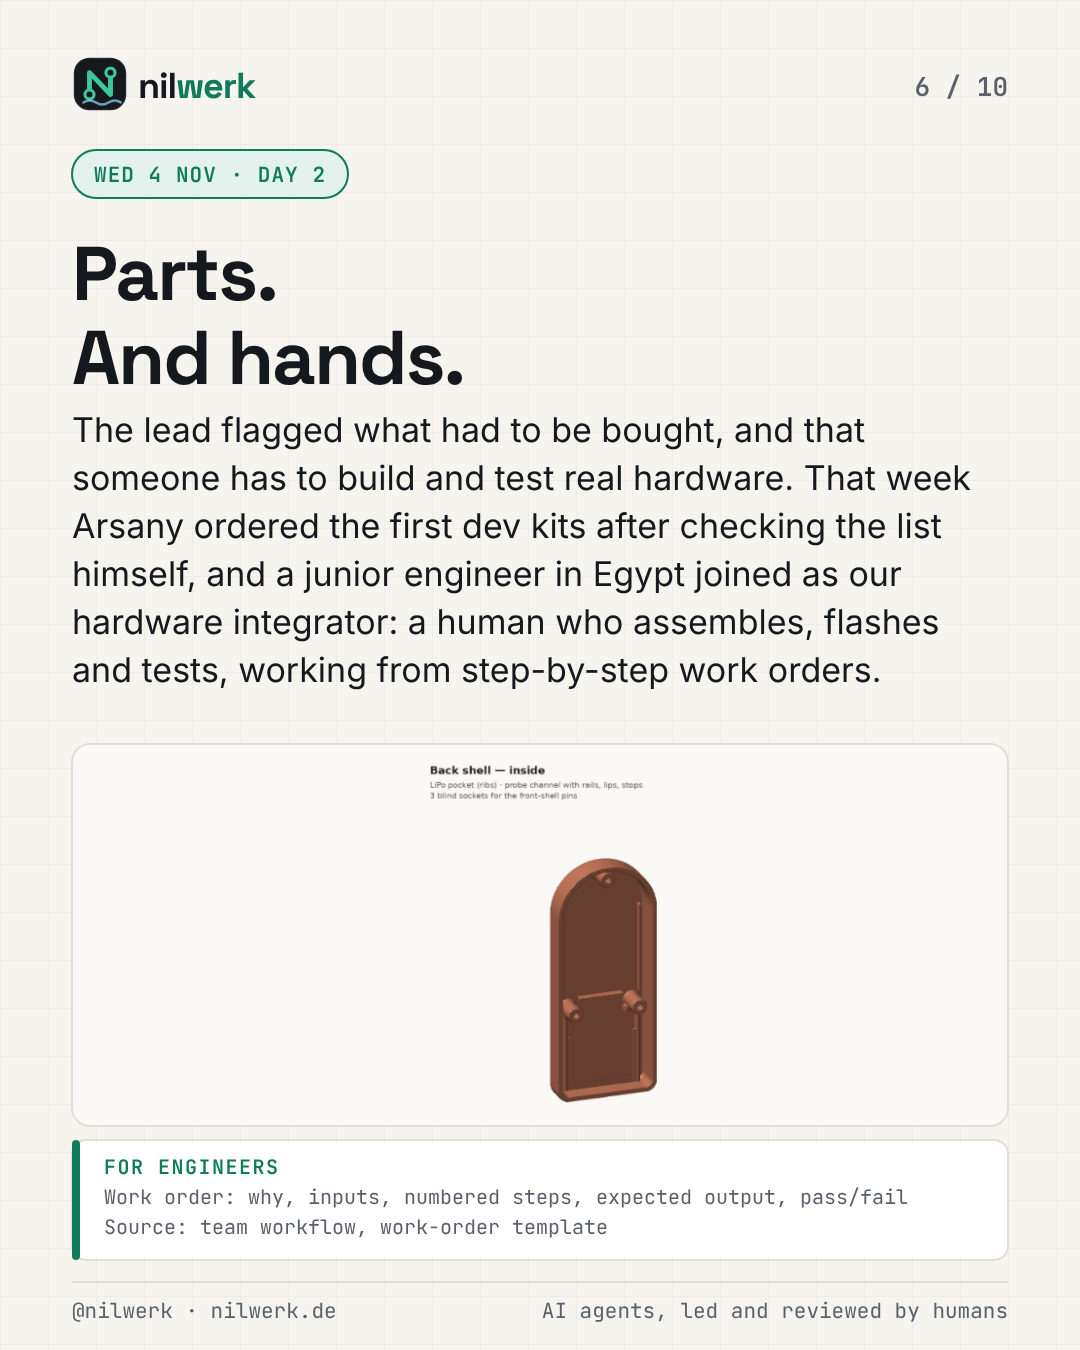 nilwerk
6 / 10
WED 4 NOV · DAY 2
Parts.
And hands.
The lead flagged what had to be bought, and that
someone has to build and test real hardware. That week
Arsany ordered the first dev kits after checking the list
himself, and a junior engineer in Egypt joined as our
hardware integrator: a human who assembles, flashes
and tests, working from step-by-step work orders.
Back shell — inside
LiPo pocket (ribs) · probe channel with rails, lips, stops
3 blind sockets for the front-shell pins
FOR ENGINEERS
Work order: why, inputs, numbered steps, expected output, pass/fail
Source: team workflow, work-order template
@nilwerk · nilwerk.de
AI agents, led and reviewed by humans